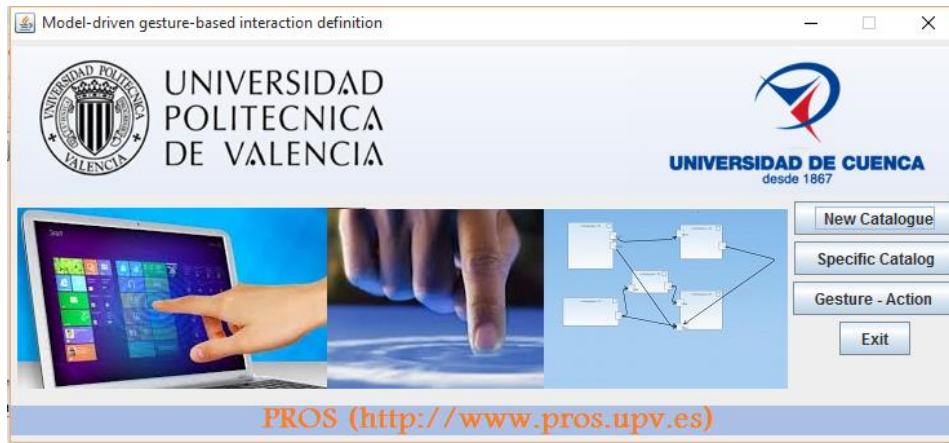 Model-driven gesture-based interaction definition
UNIVERSIDAD
POLITECNICA
DE VALENCIA
UNIVERSIDAD DE CUENCA
desde 1867
New Catalogue
Specific Catalog
Gesture - Action
Exit
PROS (http://www.pros.upv.es)